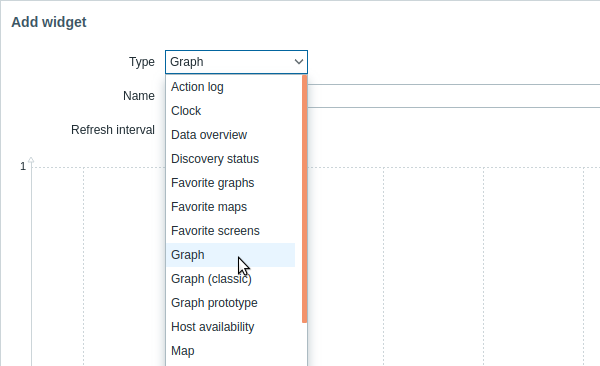 Add widget
Type Graph
Name
Refresh interval
Action log
Clock
Data overview
Discovery status
Favorite graphs
Favorite maps
Favorite screens
Graph
Graph (classic)
Graph prototype
Host availability
Map
1